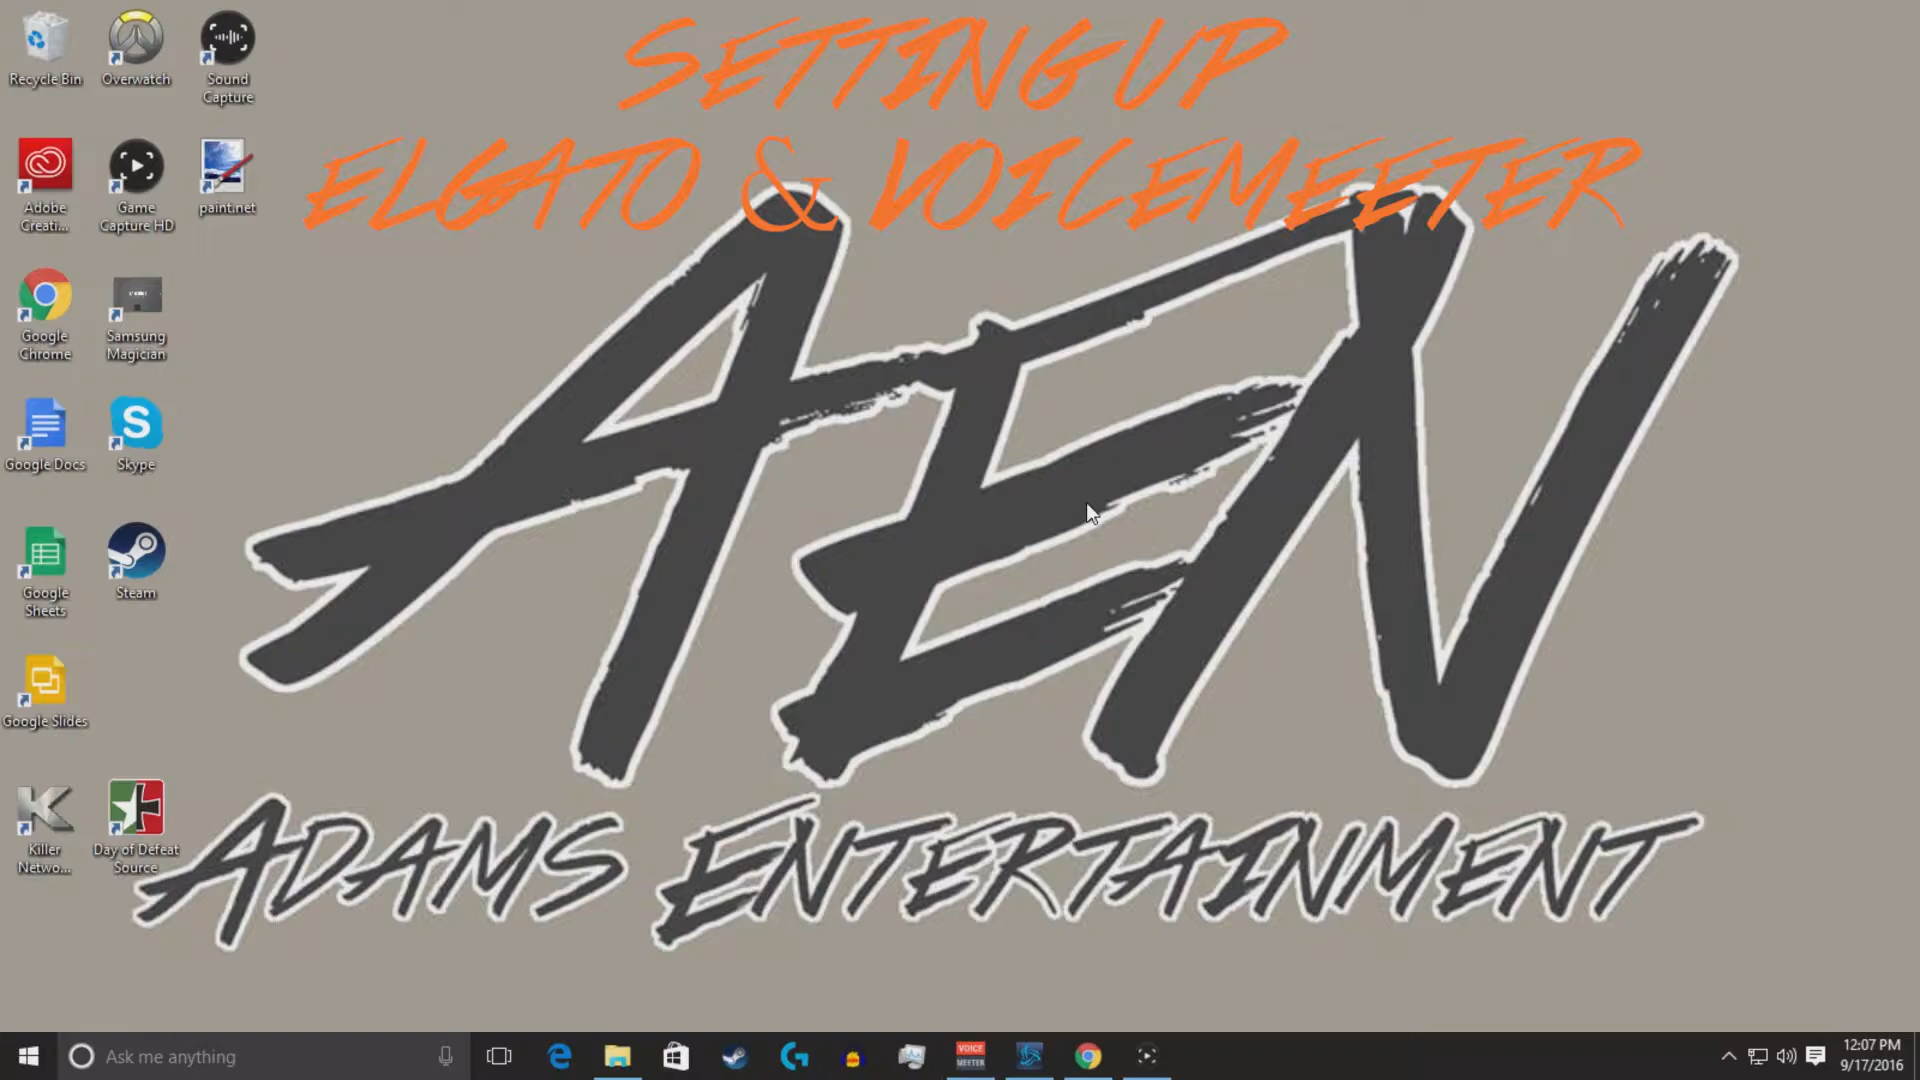 SETTING UP
ELGATO & VOICEMEETER
AEN
ADAMS ENTERTAINMENT
Recycle Bin
Overwatch
Sound
Capture
Adobe
Creati...
Game
Capture HD
paint.net
Google
Chrome
Samsung
Magician
Google Docs
Skype
Google
Sheets
Steam
Google Slides
Killer
Netwo...
Day of Defeat
Source
Ask me anything
VOICE
MEETER
12:07 PM
9/17/2016